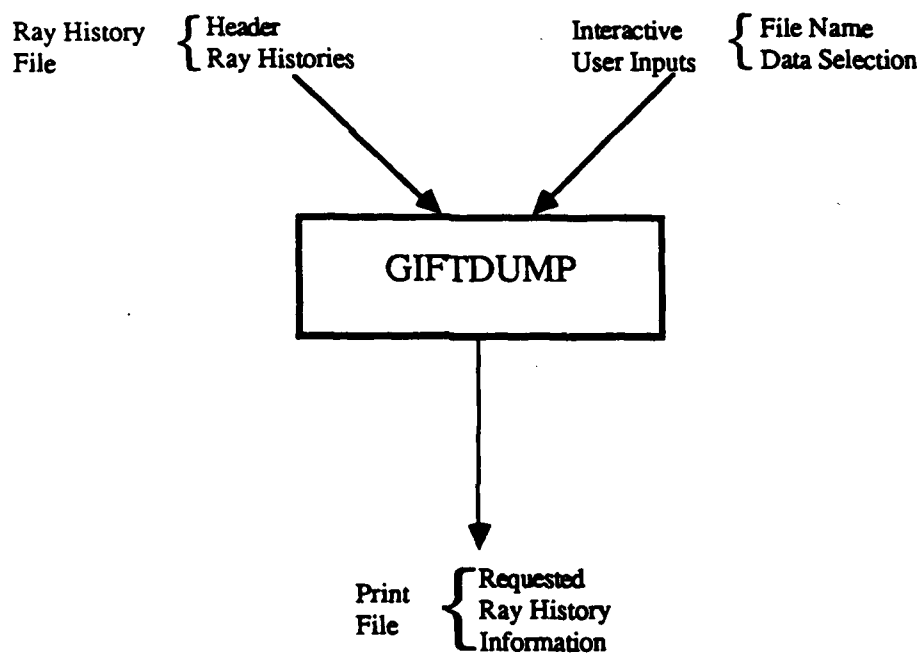 Ray History
File
Header
Ray Histories
Interactive
User Inputs
File Name
Data Selection
GIFTDUMP
Print
File
Requested
Ray History
Information